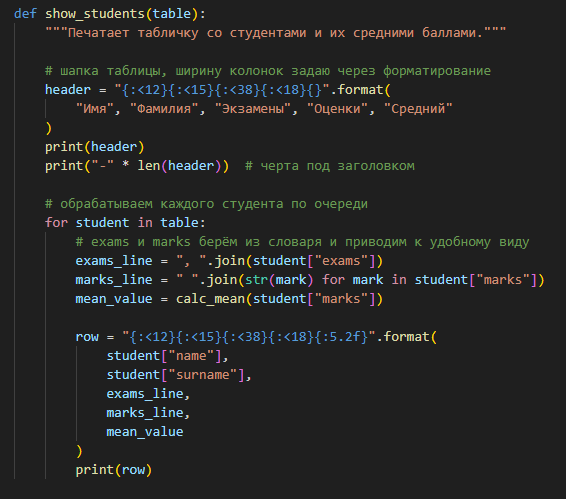 def show_students(table):
    """Печатает табличку со студентами и их средними баллами."""

    # шапка таблицы, ширину колонок задаю через форматирование
    header = "{:<12}{:<15}{:<38}{:<18}{}".format(
        "Имя", "Фамилия", "Экзамены", "Оценки", "Средний"
    )
    print(header)
    print("-" * len(header))  # черта под заголовком

    # обрабатываем каждого студента по очереди
    for student in table:
        # exams и marks берём из словаря и приводим к удобному виду
        exams_line = ", ".join(student["exams"])
        marks_line = " ".join(str(mark) for mark in student["marks"])
        mean_value = calc_mean(student["marks"])

        row = "{:<12}{:<15}{:<38}{:<18}{:5.2f}".format(
            student["name"],
            student["surname"],
            exams_line,
            marks_line,
            mean_value
        )
        print(row)